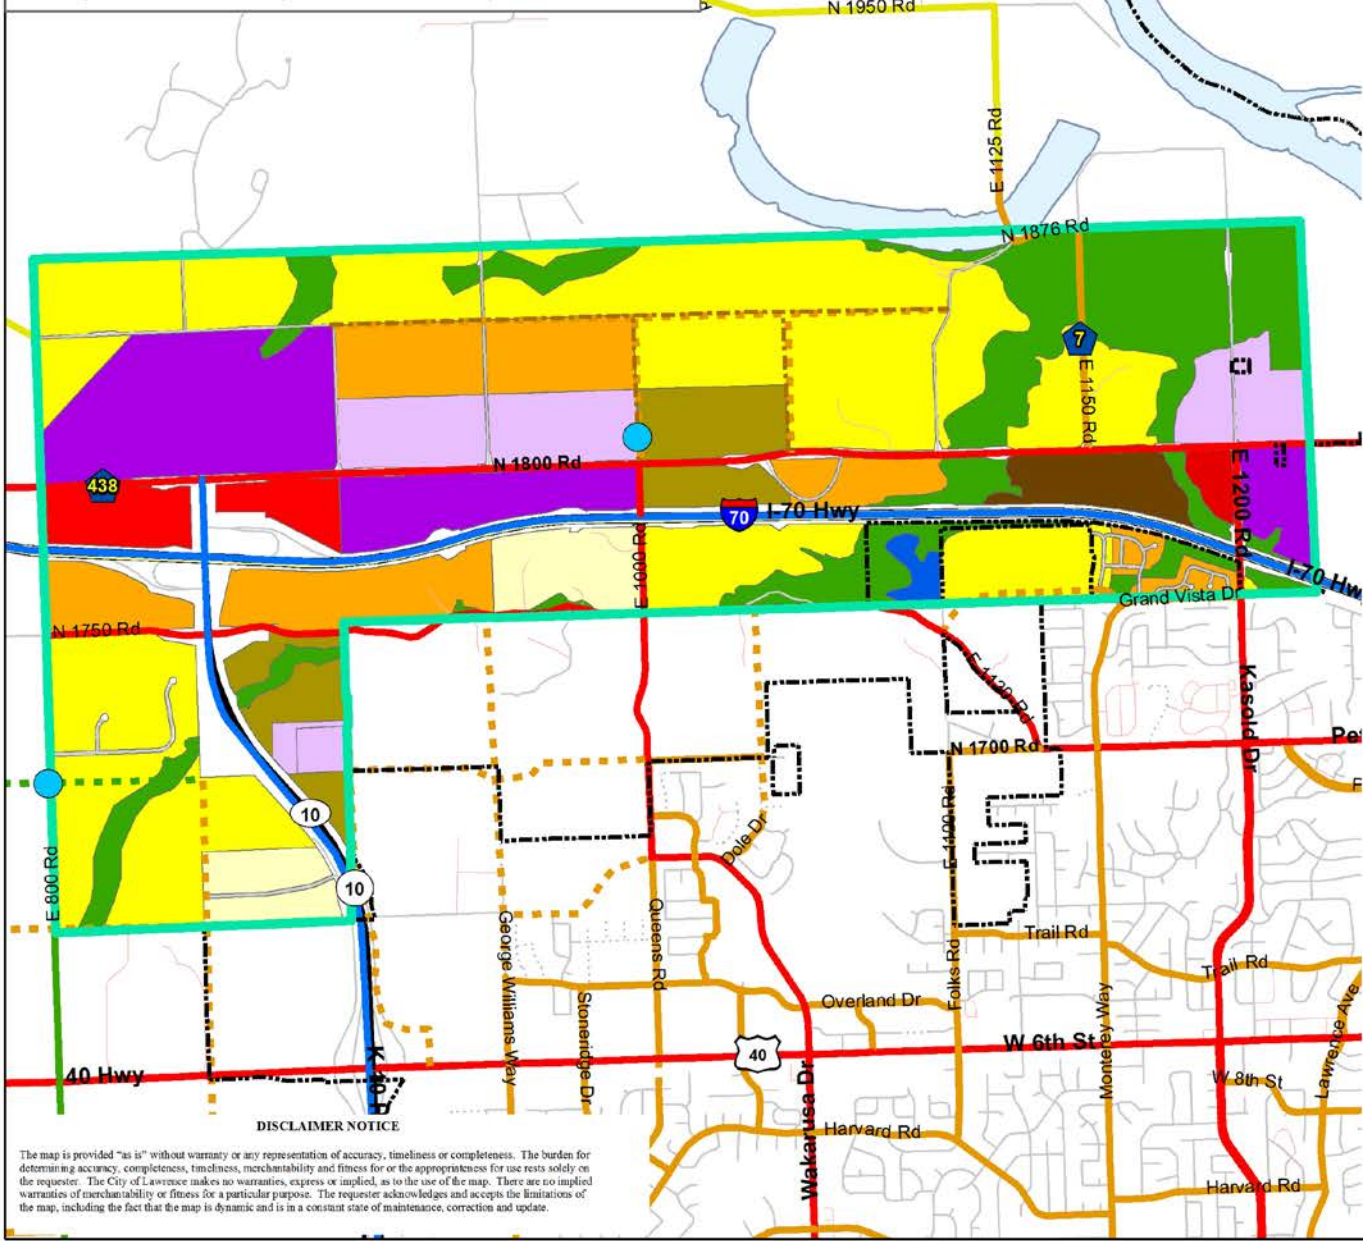 N 1950 Rd
E 1125 Rd
N 1876 Rd
7
E 1150 Rd
N 1800 Rd
438
70
I-70 Hwy
E 1200 Rd
E 1000 Rd
I-70 Hwy
Grand Vista Dr
N 1750 Rd
E 1130 Rd
Kasold Dr
N 1700 Rd
Pe
10
E 1100 Rd
Dole Dr
10
E 800 Rd
George Williams Way
Queens Rd
Folks Rd
Trail Rd
Trail Rd
Stoneridge Dr
Overland Dr
Monterey Way
Lawrence Ave
40
W 6th St
40 Hwy
K-10
Wakarusa Dr
W 8th St
Harvard Rd
Harvard Rd
DISCLAIMER NOTICE
The map is provided "as is" without warranty or any representation of accuracy, timeliness or completeness. The burden for
determining accuracy, completeness, timeliness, merchantability and fitness for or the appropriateness for use rests solely on
the requester. The City of Lawrence makes no warranties, express or implied, as to the use of the map. There are no implied
warranties of merchantability or fitness for a particular purpose. The requester acknowledges and accepts the limitations of
the map, including the fact that the map is dynamic and is in a constant state of maintenance, correction and update.